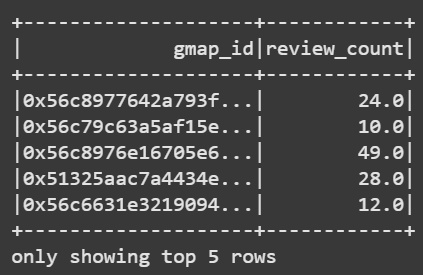 +--------------------+------------+
|             gmap_id|review_count|
+--------------------+------------+
|0x56c8977642a793f...|        24.0|
|0x56c79c63a5af15e...|        10.0|
|0x56c8976e16705e6...|        49.0|
|0x51325aac7a4434e...|        28.0|
|0x56c6631e3219094...|        12.0|
+--------------------+------------+
only showing top 5 rows